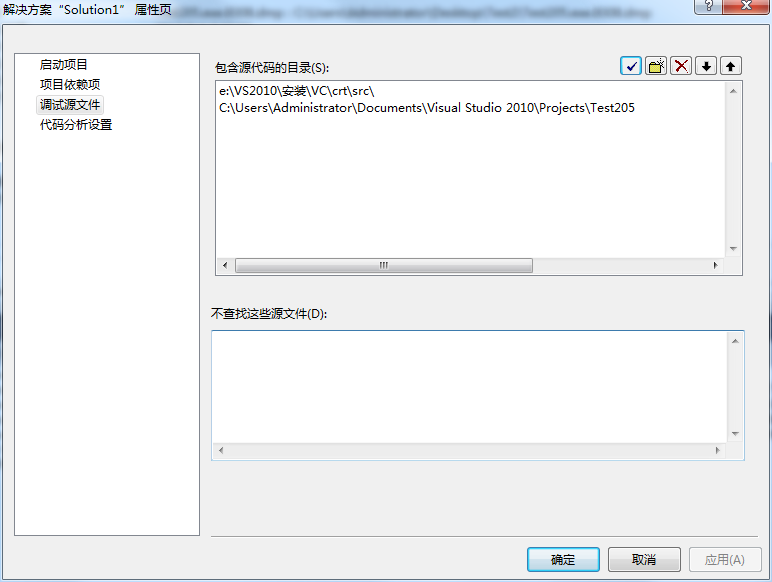 解决方案“Solution1” 属性页
启动项目
项目依赖项
调试源文件
代码分析设置
包含源代码的目录(S):
e:\VS2010\安装\VC\crt\src\
C:\Users\Administrator\Documents\Visual Studio 2010\Projects\Test205
不查找这些源文件(D):
确定
取消
应用(A)